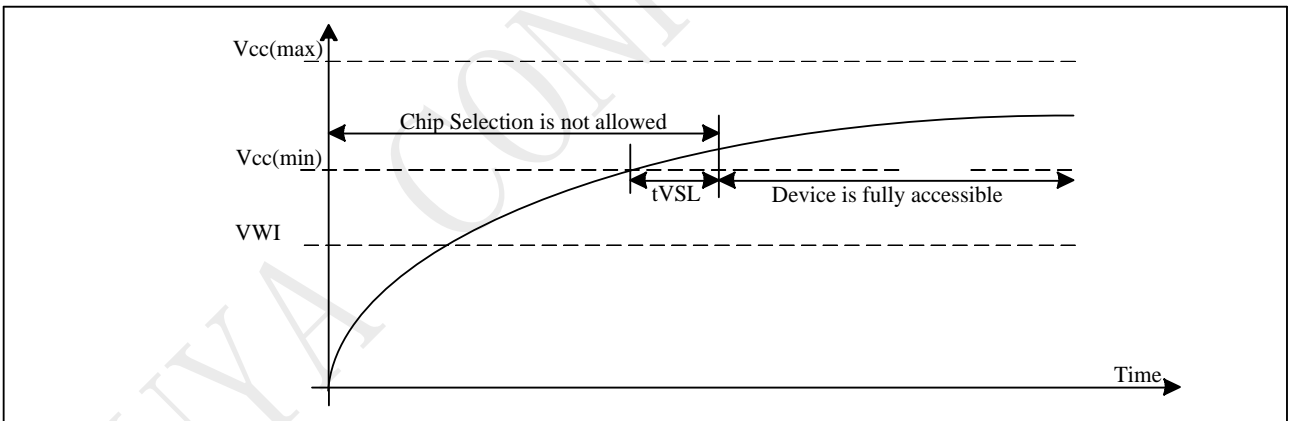 Vcc(max)
Chip Selection is not allowed
Vcc(min)
tVSL
Device is fully accessible
VWI
Time